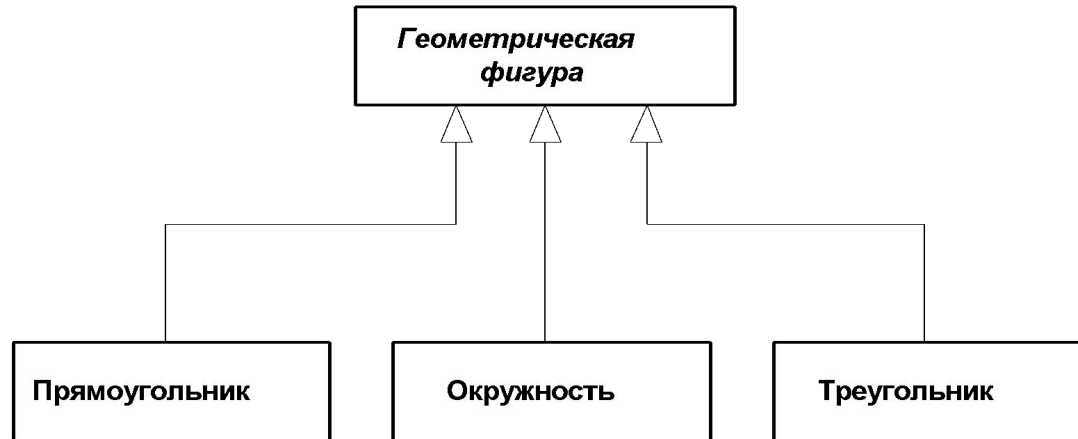 Геометрическая
фигура
Прямоугольник
Окружность
Треугольник